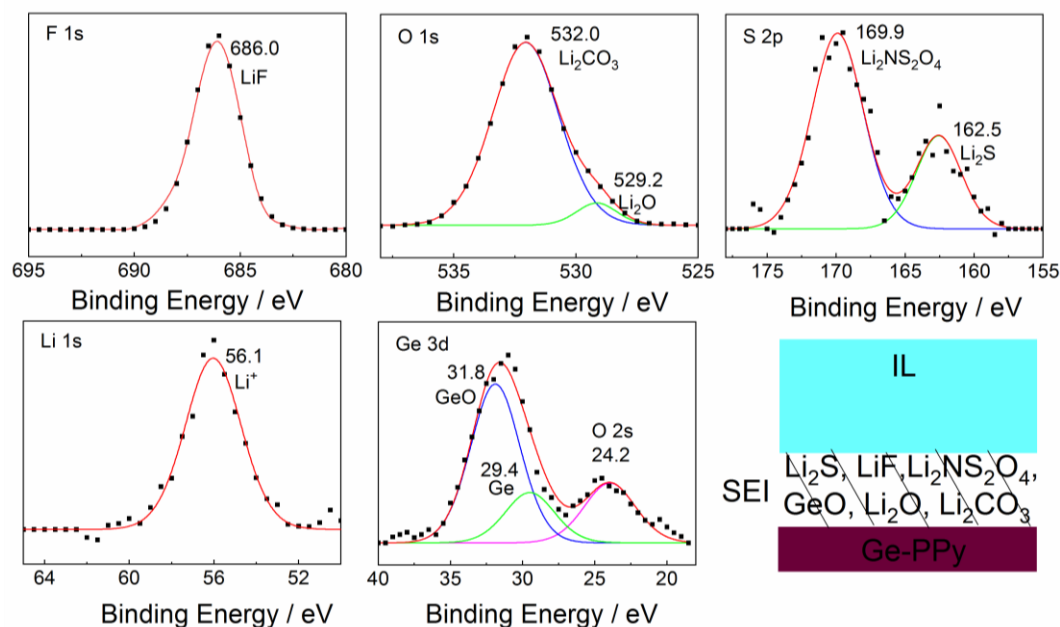 F 1s
686.0
LiF
695 690 685 680
Binding Energy / eV
O 1s
532.0
Li₂CO₃
529.2
Li₂O
535 530 525
Binding Energy / eV
S 2p
169.9
Li₂NS₂O₄
162.5
Li₂S
175 170 165 160 155
Binding Energy / eV
Li 1s
56.1
Li⁺
64 60 56 52
Binding Energy / eV
Ge 3d
31.8
GeO
29.4
Ge
O 2s
24.2
40 35 30 25 20
Binding Energy / eV
IL
SEI
Li₂S, LiF,Li₂NS₂O₄,
GeO, Li₂O, Li₂CO₃
Ge-PPy